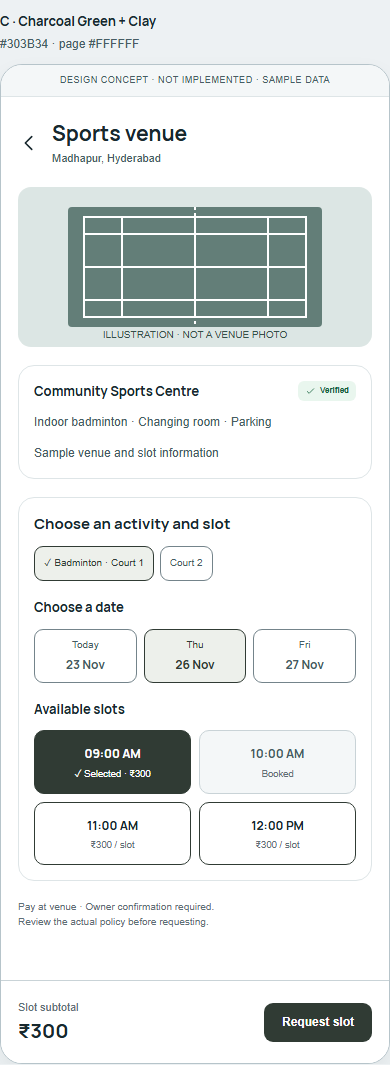 C · Charcoal Green + Clay
#303B34 · page #FFFFFF
DESIGN CONCEPT · NOT IMPLEMENTED · SAMPLE DATA
Sports venue
Madhapur, Hyderabad
ILLUSTRATION · NOT A VENUE PHOTO
Community Sports Centre
✓ Verified
Indoor badminton · Changing room · Parking
Sample venue and slot information
Choose an activity and slot
✓ Badminton · Court 1
Court 2
Choose a date
Today
23 Nov
Thu
26 Nov
Fri
27 Nov
Available slots
09:00 AM
✓ Selected · ₹300
10:00 AM
Booked
11:00 AM
₹300 / slot
12:00 PM
₹300 / slot
Pay at venue · Owner confirmation required.
Review the actual policy before requesting.
Slot subtotal
₹300
Request slot